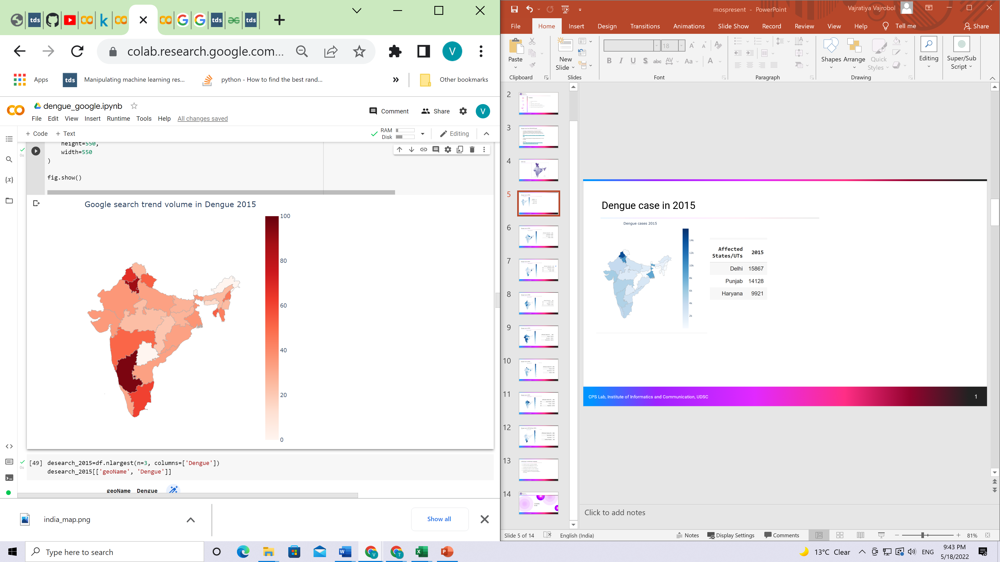 tds
tds
tds
colab.research.google.com...
V
Apps
tds
Manipulating machine learning res...
python - How to find the best rand...
»
Other bookmarks
dengue_google.ipynb
File Edit View Insert Runtime Tools Help All changes saved
Comment
Share
V
+ Code + Text
RAM
Disk
Editing
height=550,
width=550
)
fig.show()
0s
{x}
Google search trend volume in Dengue 2015
100
80
60
40
20
0
0s
[49] desearch_2015=df.nlargest(n=3, columns=['Dengue'])
desearch_2015[['geoName', 'Dengue']]
geoName Dengue
india_map.png
Show all
mospresent - PowerPoint
Vajratiya Vajrobol
File Home Insert Design Transitions Animations Slide Show Record Review View Help Tell me Share
Paste
New
Slide
18
B I U S abc AV Aa A
Shapes Arrange Quick
Styles
Editing
Super/Sub
Script
Clipboard Slides Font Paragraph Drawing
2
3
4
5
6
7
8
9
10
11
12
13
14
Dengue case in 2015
Dengue cases 2015
14k
12k
10k
8k
6k
4k
2k
Affected
States/UTs 2015
Delhi 15867
Punjab 14128
Haryana 9921
CPS Lab, Institute of Informatics and Communication, UDSC
1
Click to add notes
Slide 5 of 14 English (India) Notes Display Settings Comments 81%
Type here to search
13°C Clear
ENG
9:43 PM
5/18/2022